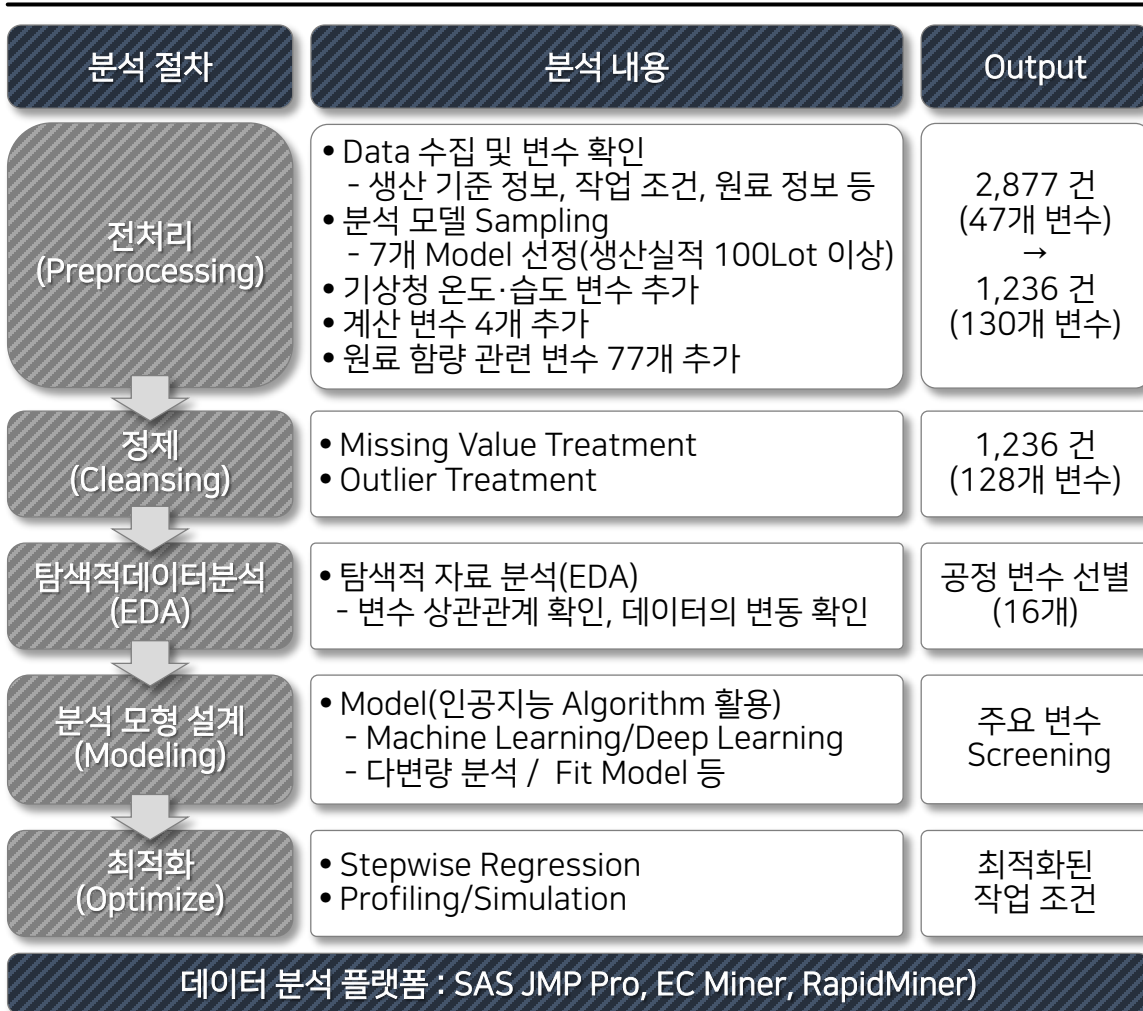 분석 절차
분석 내용
Output
전처리
(Preprocessing)
• Data 수집 및 변수 확인
- 생산 기준 정보, 작업 조건, 원료 정보 등
• 분석 모델 Sampling
- 7개 Model 선정(생산실적 100Lot 이상)
• 기상청 온도·습도 변수 추가
• 계산 변수 4개 추가
• 원료 함량 관련 변수 77개 추가
2,877 건
(47개 변수)
→
1,236 건
(130개 변수)
정제
(Cleansing)
• Missing Value Treatment
• Outlier Treatment
1,236 건
(128개 변수)
탐색적데이터분석
(EDA)
• 탐색적 자료 분석(EDA)
- 변수 상관관계 확인, 데이터의 변동 확인
공정 변수 선별
(16개)
분석 모형 설계
(Modeling)
• Model(인공지능 Algorithm 활용)
- Machine Learning/Deep Learning
- 다변량 분석 / Fit Model 등
주요 변수
Screening
최적화
(Optimize)
• Stepwise Regression
• Profiling/Simulation
최적화된
작업 조건
데이터 분석 플랫폼 : SAS JMP Pro, EC Miner, RapidMiner)